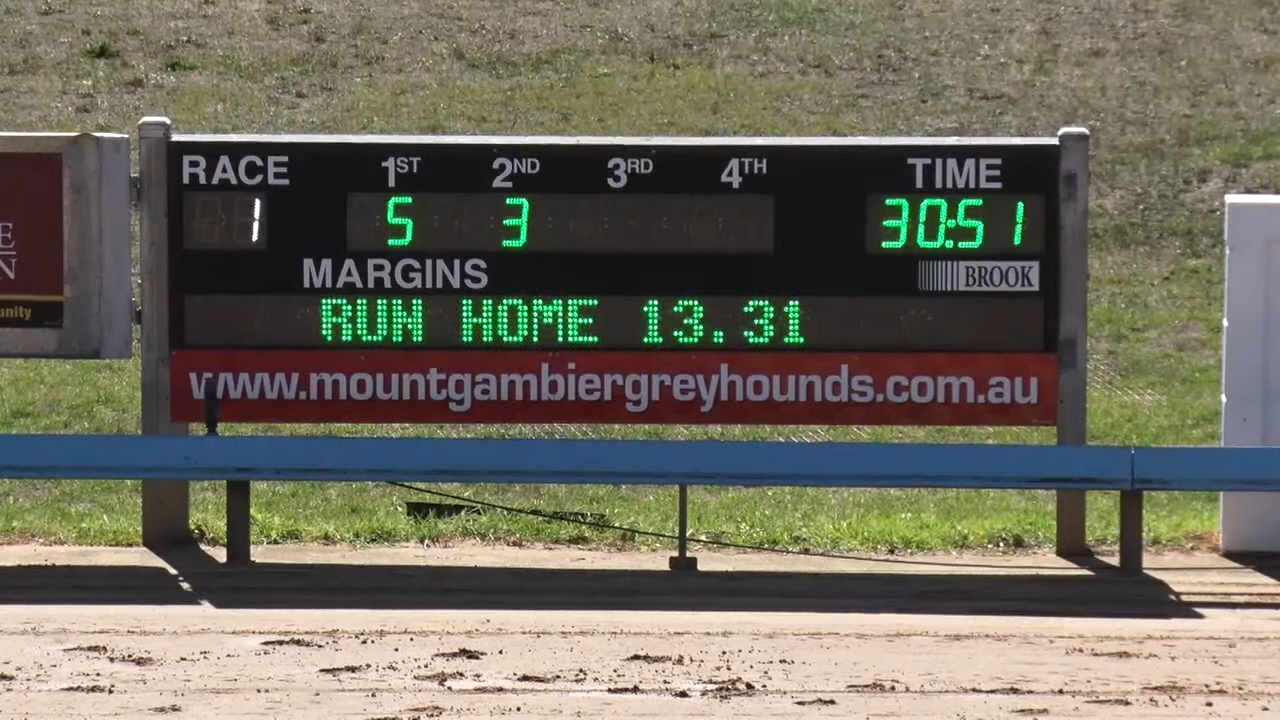 RACE 1ST 2ND 3RD 4TH TIME
1 5 3 30:51
MARGINS BROOK
RUN HOME 13.31
www.mountgambiergreyhounds.com.au
E
N
unity